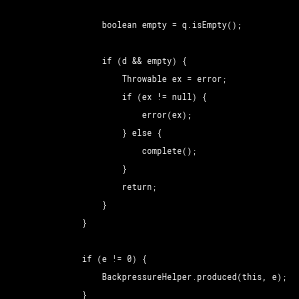 boolean empty = q.isEmpty();
if (d && empty) {
Throwable ex = error;
if (ex != null) {
error(ex);
} else {
complete();
}
return;
}
}
if (e != 0) {
BackpressureHelper.produced(this, e);
}